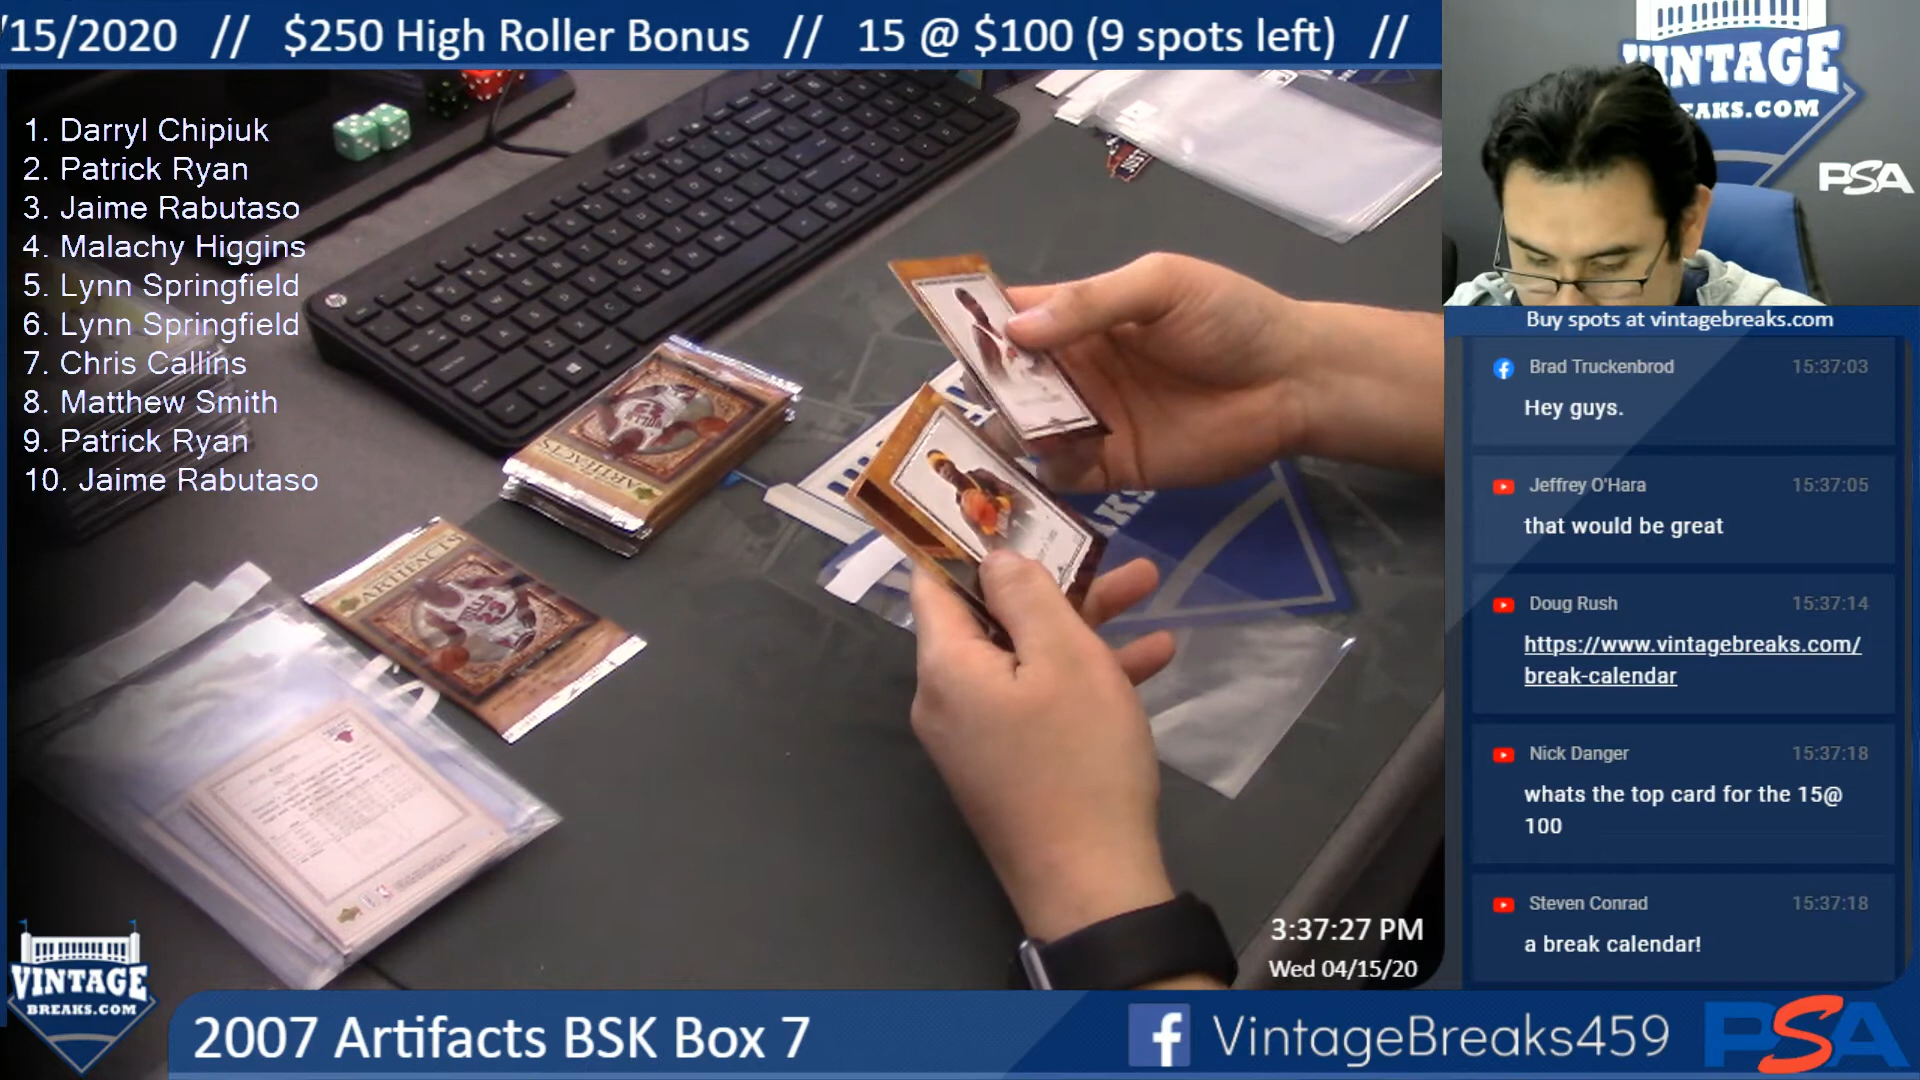 /15/2020 // $250 High Roller Bonus // 15 @ $100 (9 spots left) //
1. Darryl Chipiuk
2. Patrick Ryan
3. Jaime Rabutaso
4. Malachy Higgins
5. Lynn Springfield
6. Lynn Springfield
7. Chris Callins
8. Matthew Smith
9. Patrick Ryan
10. Jaime Rabutaso
VINTAGE
PSA
Buy spots at vintagebreaks.com
Brad Truckenbrod 15:37:03
Hey guys.
Jeffrey O'Hara 15:37:05
that would be great
Doug Rush 15:37:14
https://www.vintagebreaks.com/
break-calendar
Nick Danger 15:37:18
whats the top card for the 15@
100
Steven Conrad 15:37:18
a break calendar!
ARTIFACTS
ARTIFACTS
3:37:27 PM
Wed 04/15/20
VINTAGE
BREAKS.COM
2007 Artifacts BSK Box 7
VintageBreaks459
PSA